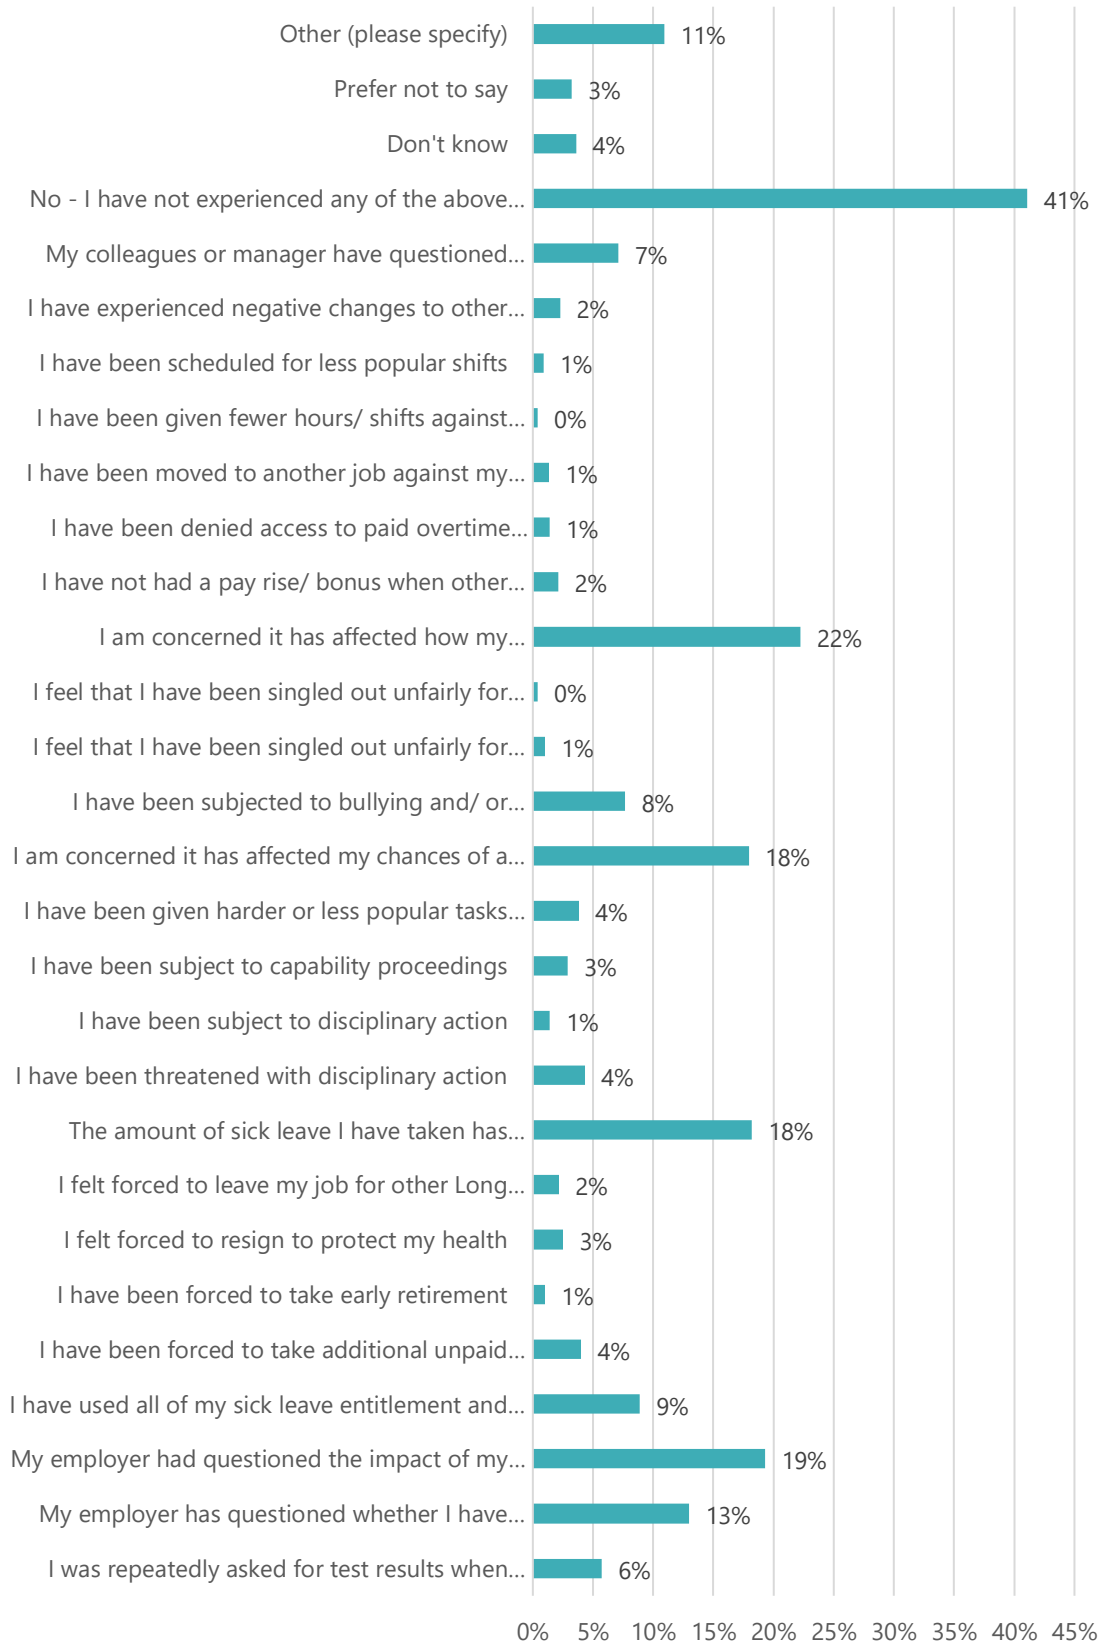 Other (please specify) 11%
Prefer not to say 3%
Don't know 4%
No - I have not experienced any of the above... 41%
My colleagues or manager have questioned... 7%
I have experienced negative changes to other... 2%
I have been scheduled for less popular shifts 1%
I have been given fewer hours/ shifts against... 0%
I have been moved to another job against my... 1%
I have been denied access to paid overtime... 1%
I have not had a pay rise/ bonus when other... 2%
I am concerned it has affected how my... 22%
I feel that I have been singled out unfairly for... 0%
I feel that I have been singled out unfairly for... 1%
I have been subjected to bullying and/ or... 8%
I am concerned it has affected my chances of a... 18%
I have been given harder or less popular tasks... 4%
I have been subject to capability proceedings 3%
I have been subject to disciplinary action 1%
I have been threatened with disciplinary action 4%
The amount of sick leave I have taken has... 18%
I felt forced to leave my job for other Long... 2%
I felt forced to resign to protect my health 3%
I have been forced to take early retirement 1%
I have been forced to take additional unpaid... 4%
I have used all of my sick leave entitlement and... 9%
My employer had questioned the impact of my... 19%
My employer has questioned whether I have... 13%
I was repeatedly asked for test results when... 6%
0% 5% 10% 15% 20% 25% 30% 35% 40% 45%